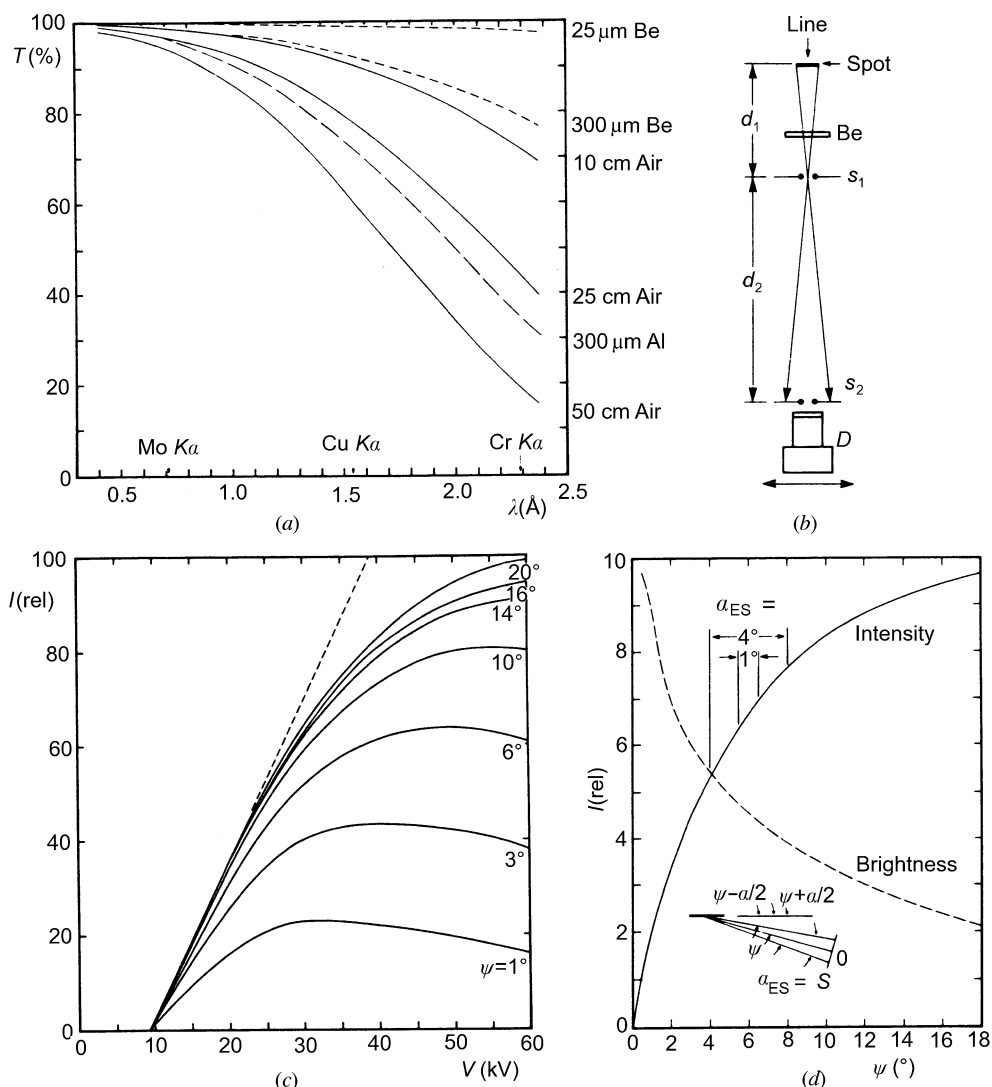 100
T(%)
80
60
40
20
0
25 μm Be
300 μm Be
10 cm Air
25 cm Air
300 μm Al
50 cm Air
Mo Kα
Cu Kα
Cr Kα
0.5
1.0
1.5
2.0
2.5
λ(Å)
(a)
Line
Spot
d1
Be
s1
d2
s2
D
(b)
100
I(rel)
80
60
40
20
0
20°
16°
14°
10°
6°
3°
ψ=1°
0
10
20
30
40
50
60
V (kV)
(c)
10
8
6
4
2
0
I(rel)
αES =
4°
1°
Intensity
Brightness
ψ−α/2
ψ+α/2
ψ
0
αES = S
0
2
4
6
8
10
12
14
16
18
ψ (°)
(d)